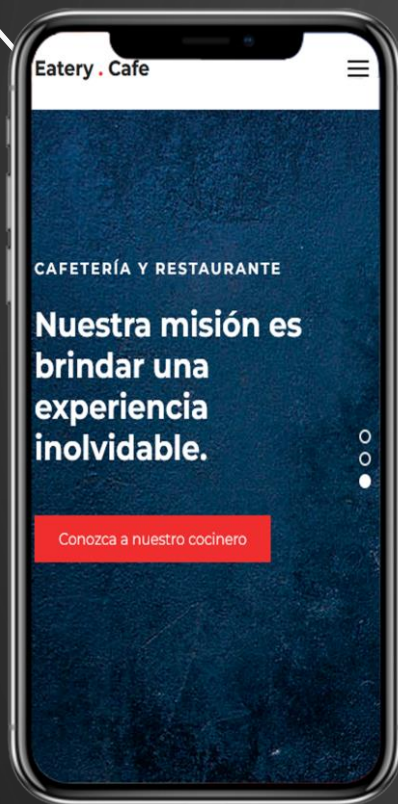 Eatery . Cafe
CAFETERÍA Y RESTAURANTE
Nuestra misión es
brindar una
experiencia
inolvidable.
Conozca a nuestro cocinero